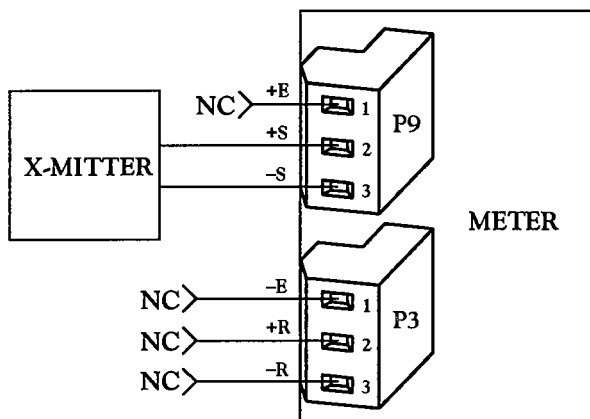 +E
NC
1
P9
+S
2
X-MITTER
–S
3
METER
–E
NC
1
P3
+R
NC
2
–R
NC
3